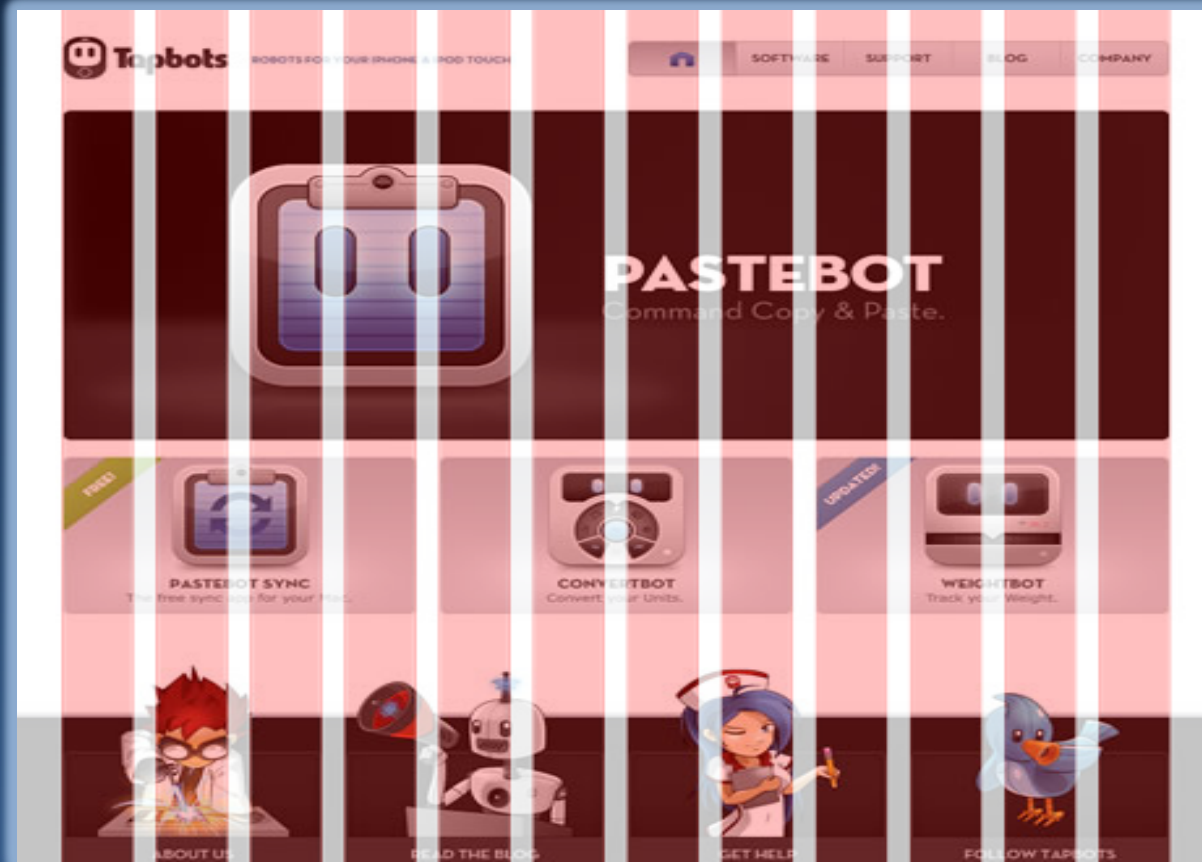 Tapbots
ROBOTS FOR YOUR IPHONE & IPOD TOUCH
SOFTWARE SUPPORT BLOG COMPANY
PASTEBOT
Command Copy & Paste.
FREE!
UPDATED!
PASTEBOT SYNC
The free sync app for your Mac.
CONVERTBOT
Convert your Units.
WEIGHTBOT
Track your Weight.
ABOUT US
READ THE BLOG
GET HELP
FOLLOW TAPBOTS